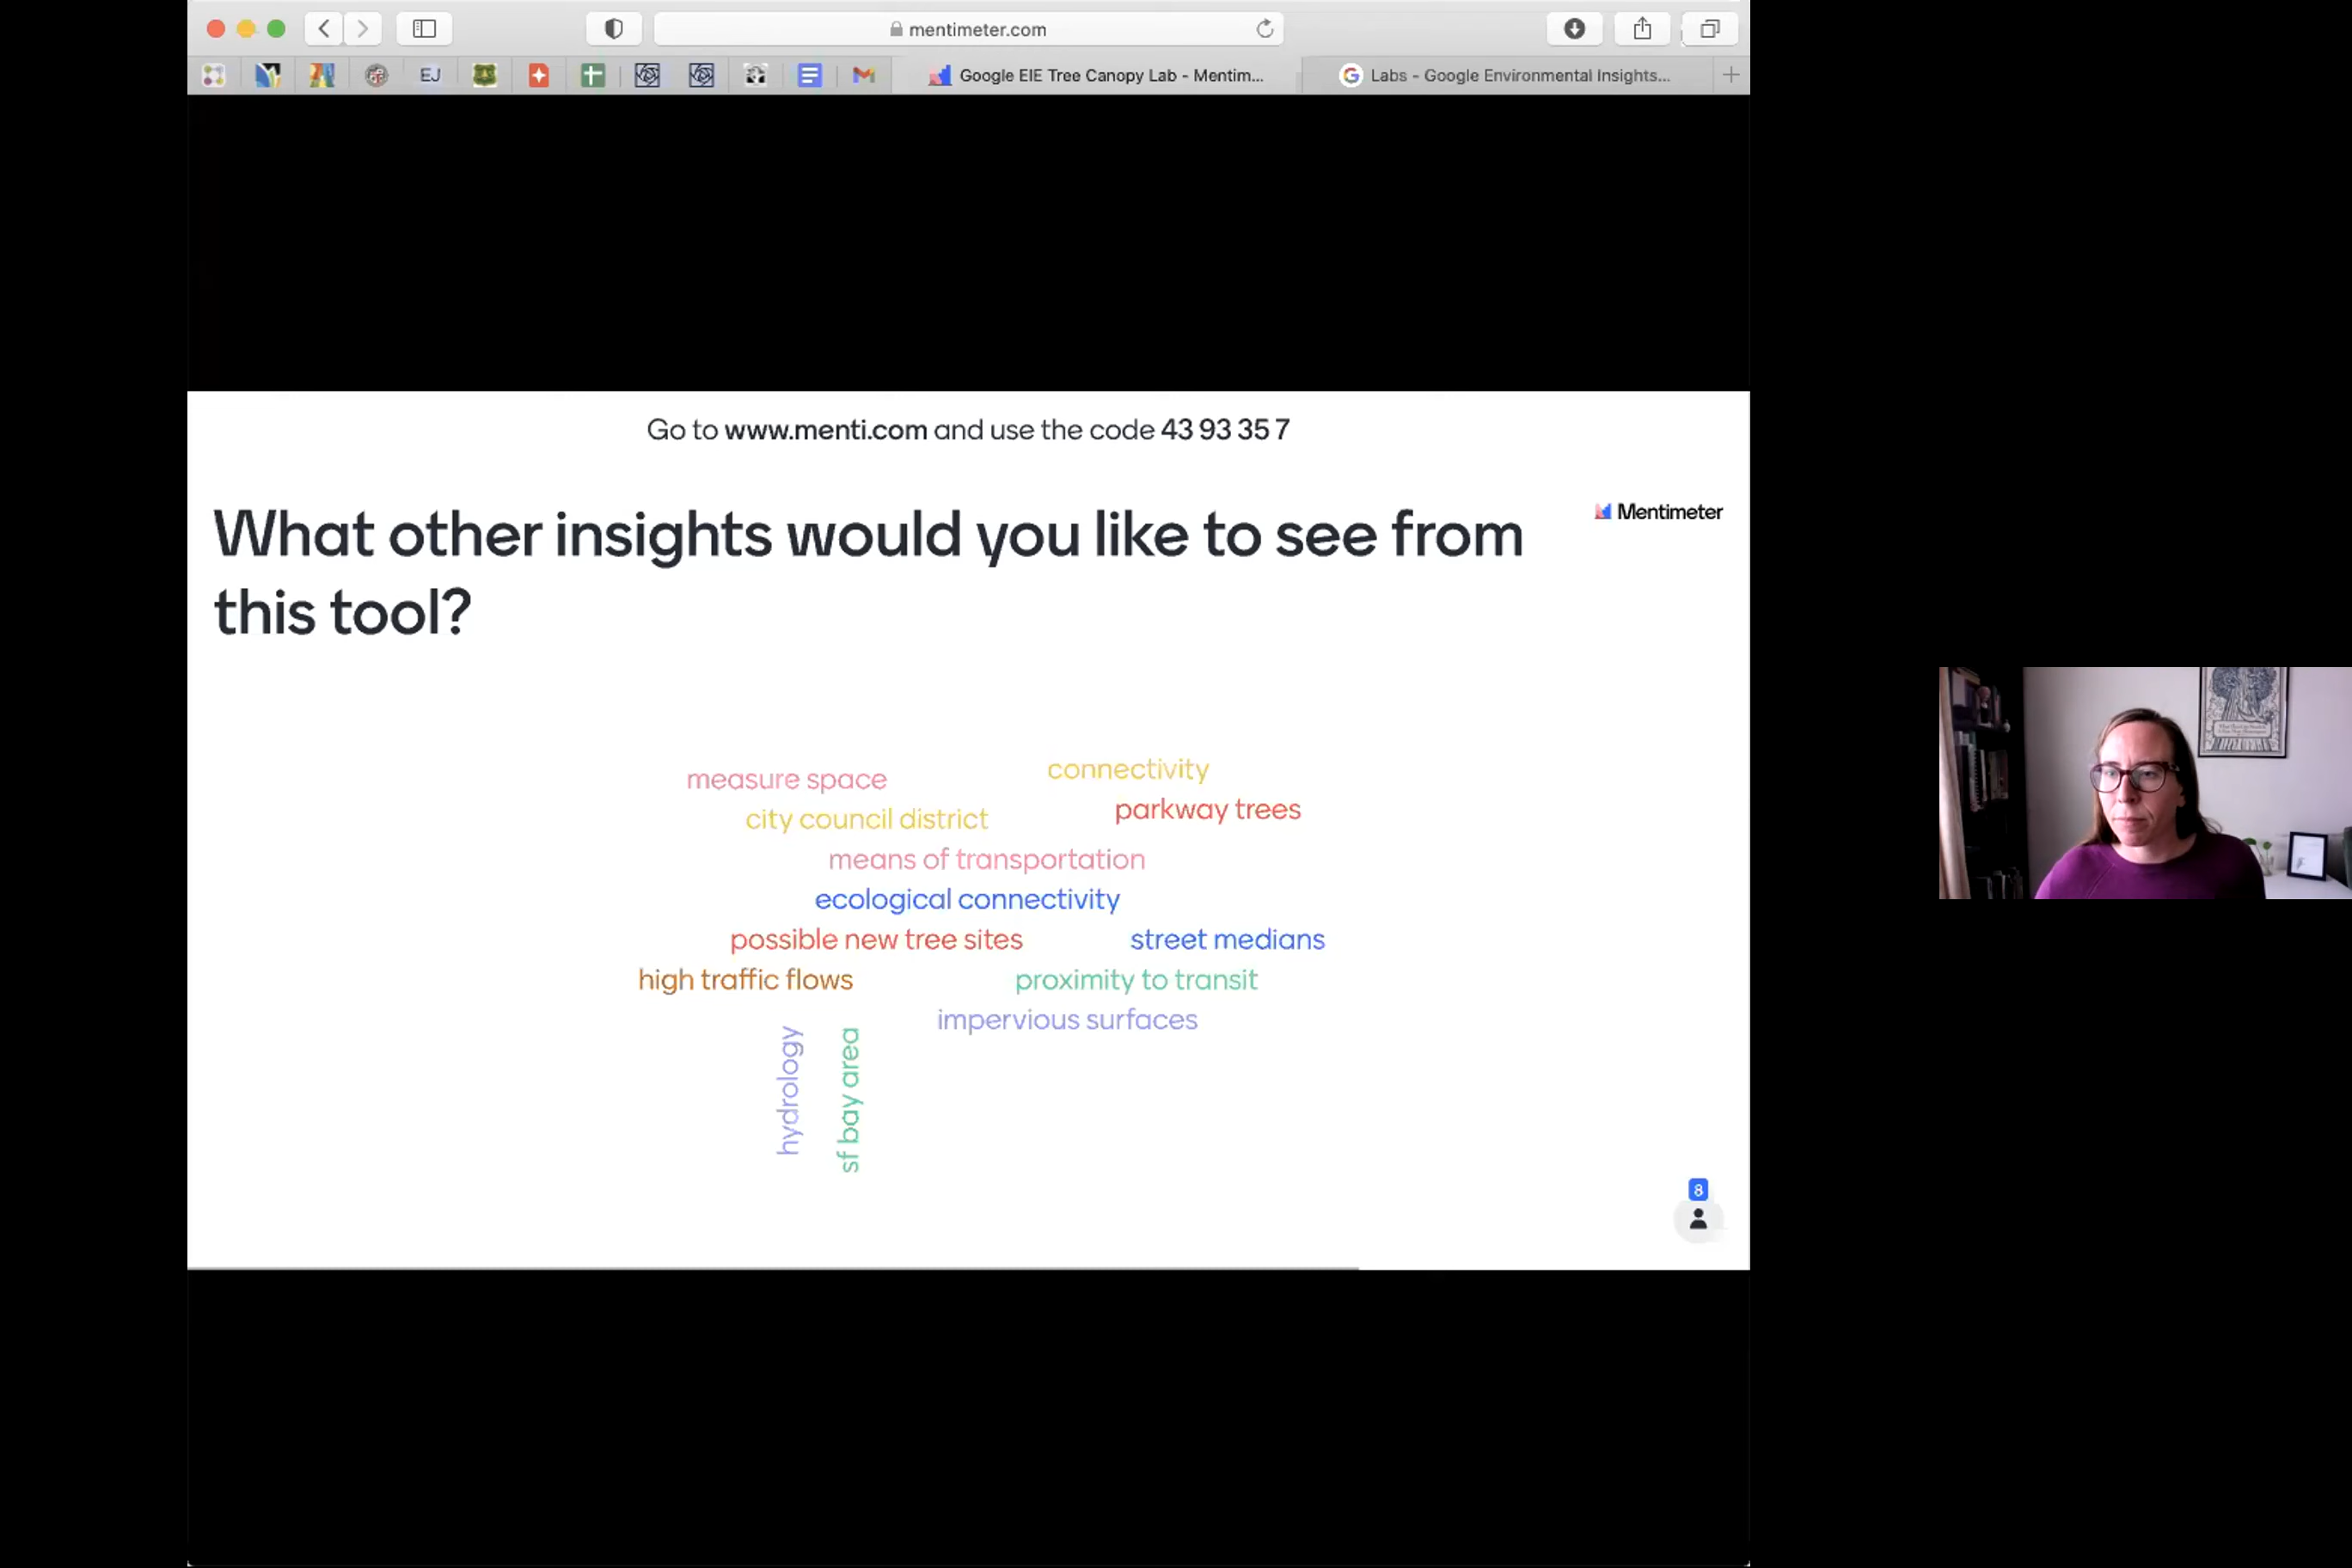 mentimeter.com
EJ
Google EIE Tree Canopy Lab - Mentim...
Labs - Google Environmental Insights...
Go to www.menti.com and use the code 43 93 35 7
What other insights would you like to see from
this tool?
Mentimeter
measure space
connectivity
city council district
parkway trees
means of transportation
ecological connectivity
possible new tree sites
street medians
high traffic flows
proximity to transit
impervious surfaces
hydrology
sf bay area
8